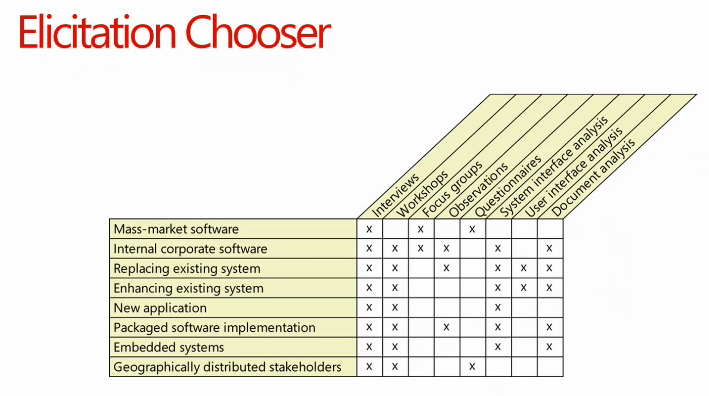 Elicitation Chooser
Interviews
Workshops
Focus groups
Observations
Questionnaires
System interface analysis
User interface analysis
Document analysis
Mass-market software x x x
Internal corporate software x x x x x x
Replacing existing system x x x x x x
Enhancing existing system x x x x x
New application x x x
Packaged software implementation x x x x x
Embedded systems x x x x
Geographically distributed stakeholders x x x